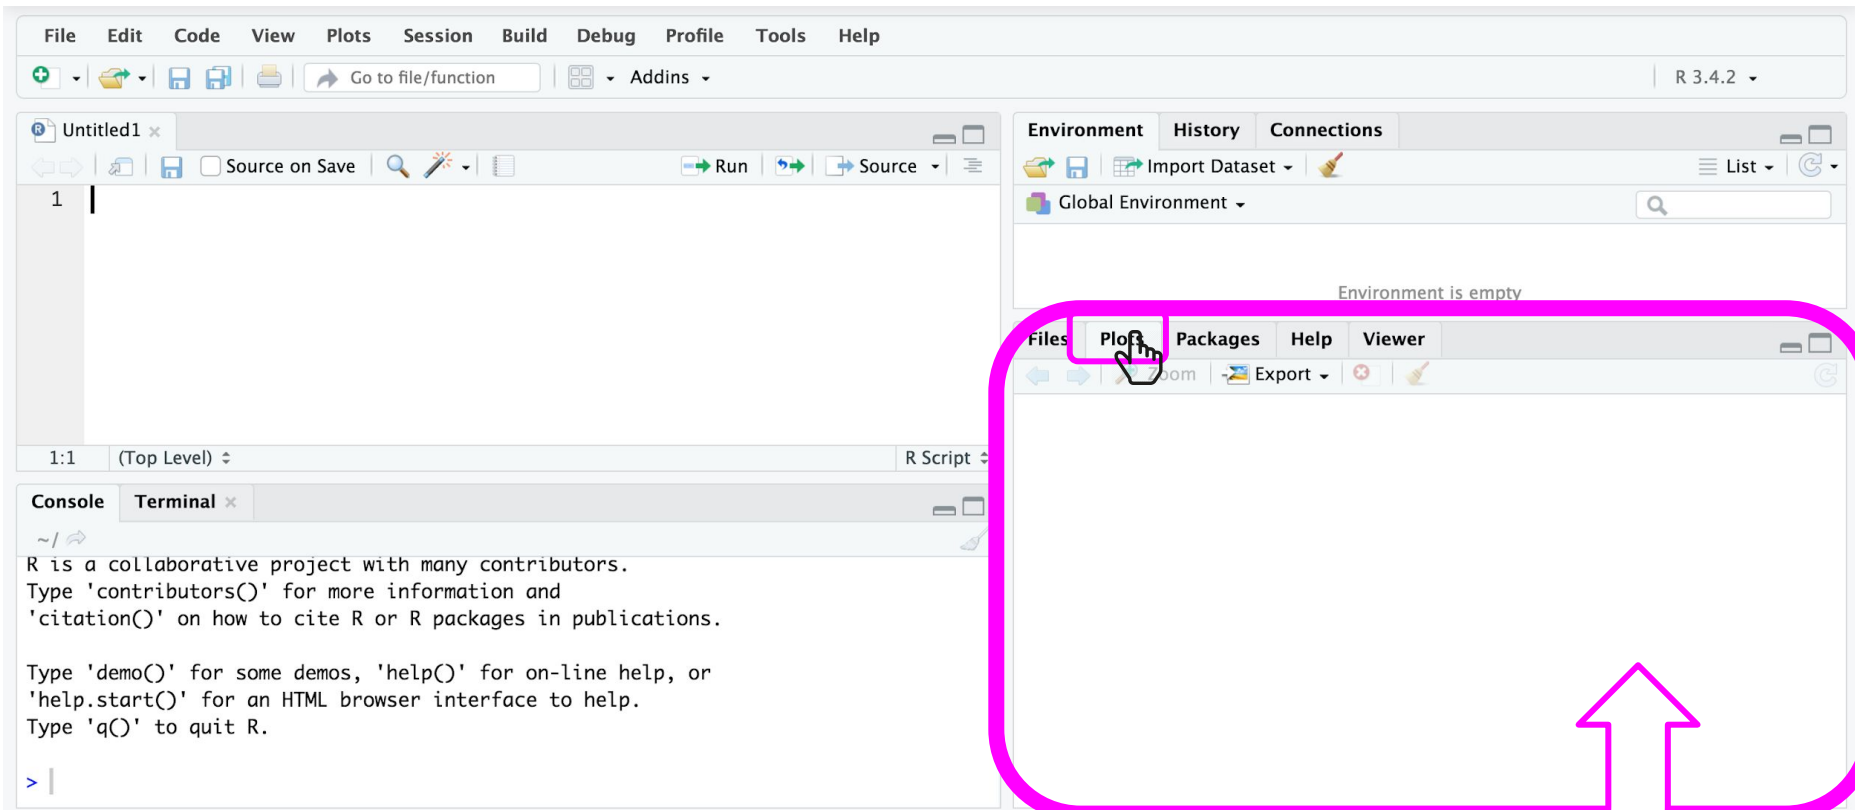 File Edit Code View Plots Session Build Debug Profile Tools Help
Go to file/function Addins R 3.4.2
Untitled1
Source on Save Run Source
1
1:1 (Top Level) R Script
Console Terminal
~/
R is a collaborative project with many contributors.
Type 'contributors()' for more information and
'citation()' on how to cite R or R packages in publications.
Type 'demo()' for some demos, 'help()' for on-line help, or
'help.start()' for an HTML browser interface to help.
Type 'q()' to quit R.
>
Environment History Connections
Import Dataset List
Global Environment
Environment is empty
Files Plots Packages Help Viewer
Zoom Export